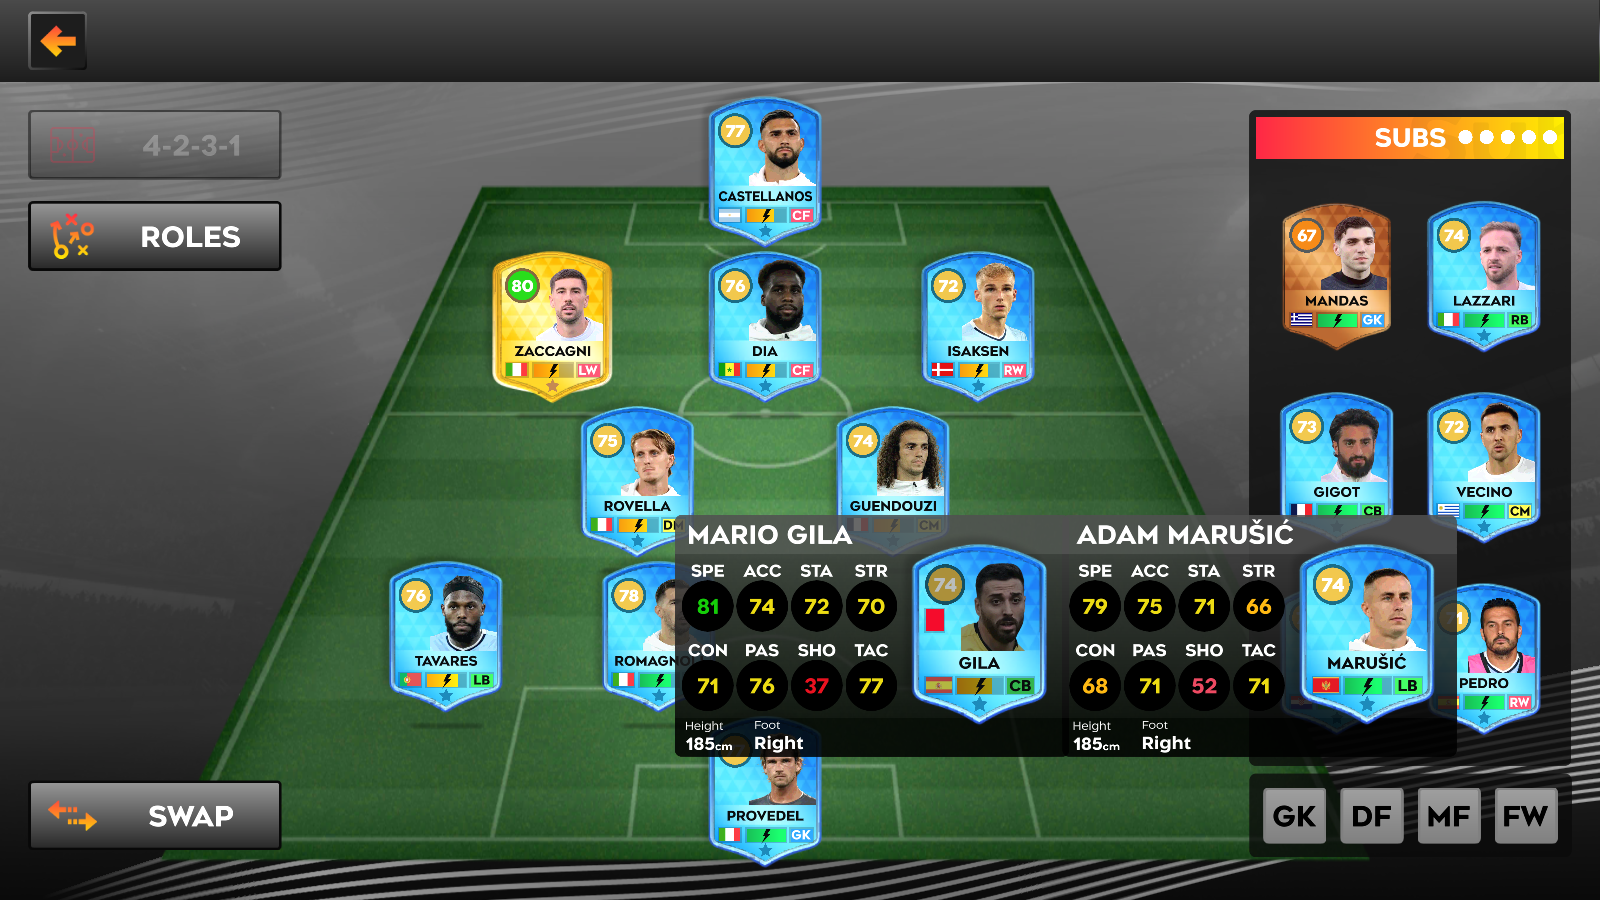 4-2-3-1
ROLES
SWAP
77
CASTELLANOS
CF
80
ZACCAGNI
LW
76
DIA
CF
72
ISAKSEN
RW
75
ROVELLA
DM
74
GUENDOUZI
CM
76
TAVARES
LB
78
ROMAGNOLI
PROVEDEL
GK
MARIO GILA
SPE ACC STA STR
81 74 72 70
CON PAS SHO TAC
71 76 37 77
Height Foot
185cm Right
74
GILA
CB
ADAM MARUŠIĆ
SPE ACC STA STR
79 75 71 66
CON PAS SHO TAC
68 71 52 71
Height Foot
185cm Right
74
MARUŠIĆ
LB
SUBS
67
MANDAS
GK
74
LAZZARI
RB
73
GIGOT
CB
72
VECINO
CM
PEDRO
RW
GK DF MF FW